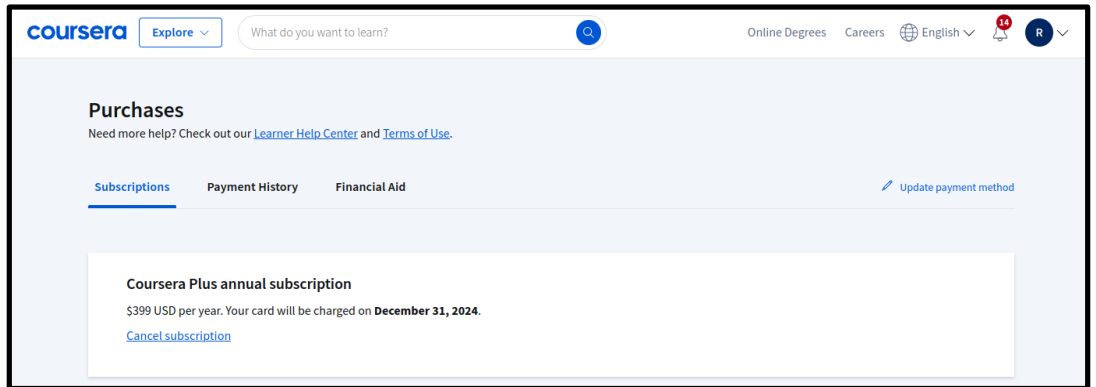 coursera Explore What do you want to learn? Online Degrees Careers English 14 R
Purchases
Need more help? Check out our Learner Help Center and Terms of Use.
Subscriptions Payment History Financial Aid Update payment method
Coursera Plus annual subscription
$399 USD per year. Your card will be charged on December 31, 2024.
Cancel subscription